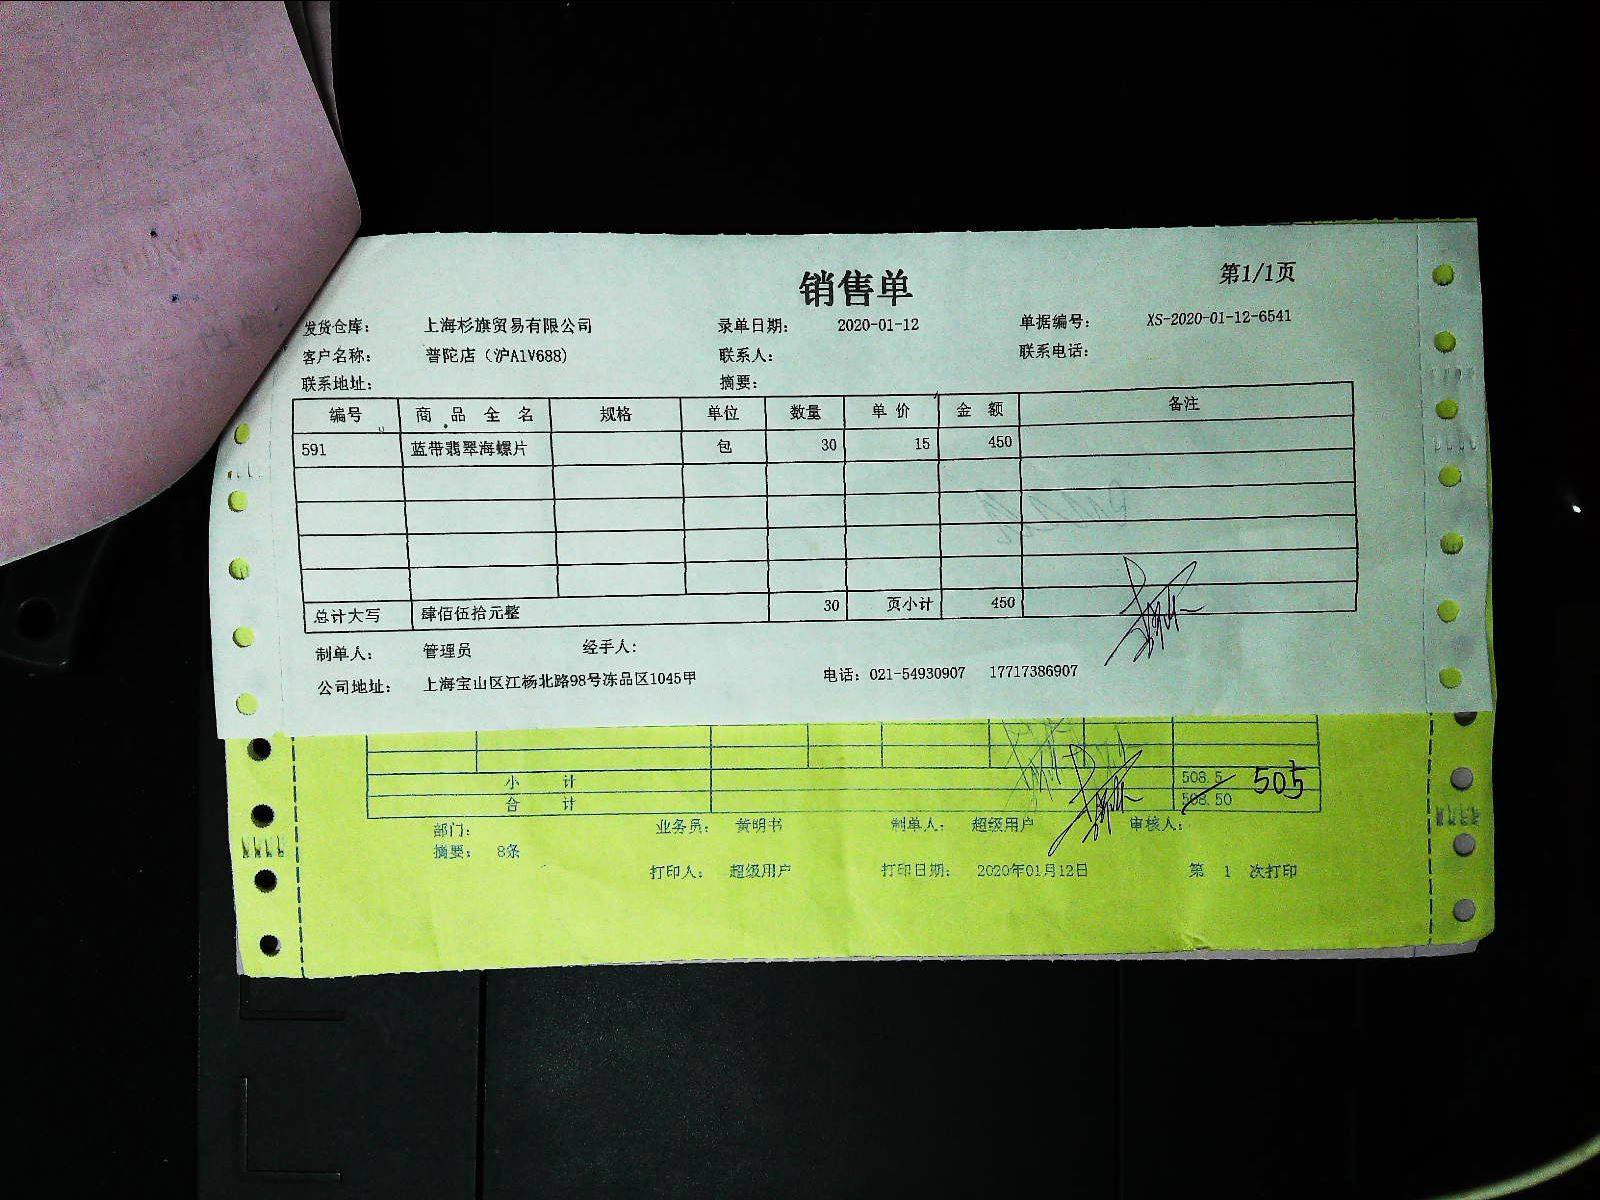 销售单
第1/1页
发货仓库： 上海杉旗贸易有限公司 录单日期： 2020-01-12 单据编号： XS-2020-01-12-6541
客户名称： 普陀店（沪A1V688） 联系人： 联系电话：
联系地址： 摘要：
编号 商品全名 规格 单位 数量 单价 金额 备注
591 蓝带翡翠海螺片 包 30 15 450
总计大写 肆佰伍拾元整 30 页小计 450
制单人： 管理员 经手人：
公司地址： 上海宝山区江杨北路98号冻品区1045甲 电话：021-54930907 17717386907
小计 508.5 505
合计 508.50
部门： 业务员： 黄明书 制单人： 超级用户 审核人：
摘要： 8条
打印人： 超级用户 打印日期： 2020年01月12日 第 1 次打印